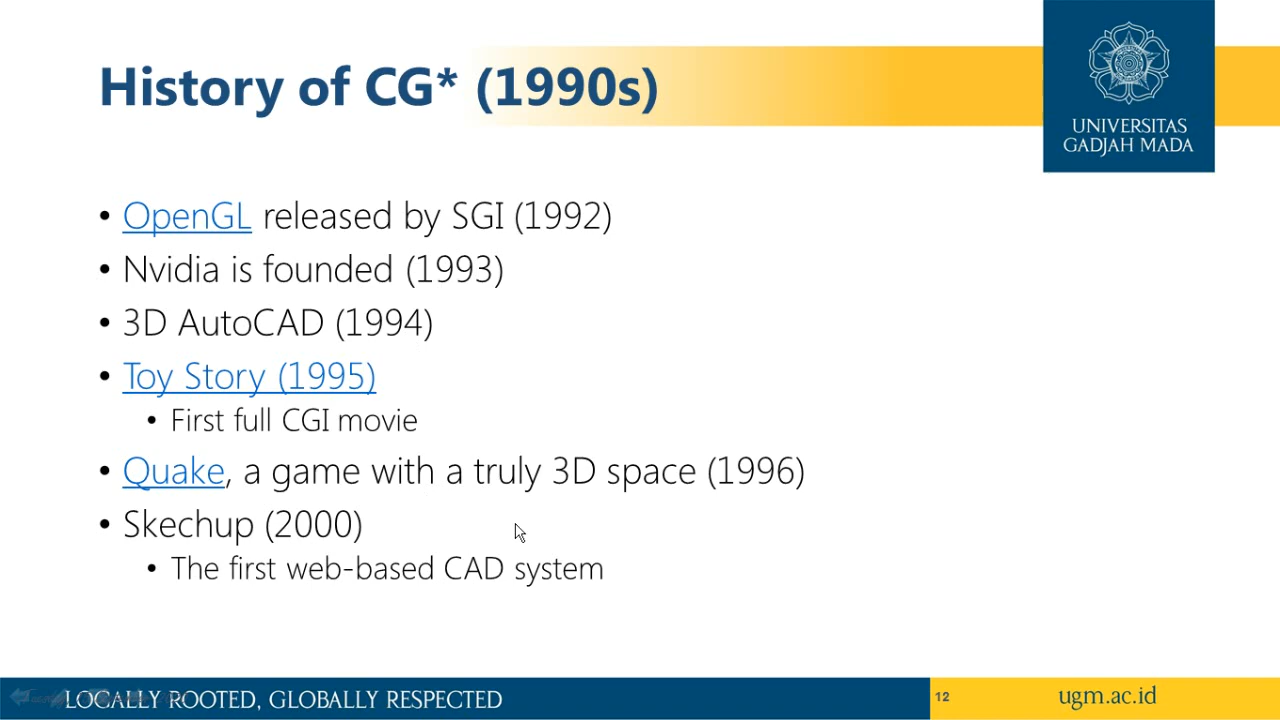 History of CG* (1990s)
UNIVERSITAS
GADJAH MADA
• OpenGL released by SGI (1992)
• Nvidia is founded (1993)
• 3D AutoCAD (1994)
• Toy Story (1995)
• First full CGI movie
• Quake, a game with a truly 3D space (1996)
• Skechup (2000)
• The first web-based CAD system
LOCALLY ROOTED, GLOBALLY RESPECTED
12
ugm.ac.id